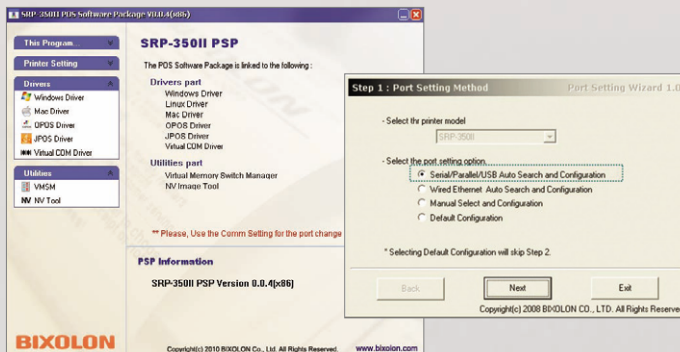 SRP-350II POS Software Package V0.0.4(x86)
This Program...
Printer Setting
Drivers
Windows Driver
Mac Driver
OPOS Driver
JPOS Driver
Virtual COM Driver
Utilities
VMSM
NV NV Tool
SRP-350II PSP
The POS Software Package is linked to the following :
Drivers part
Windows Driver
Linux Driver
Mac Driver
OPOS Driver
JPOS Driver
Virtual COM Driver
Utilities part
Virtual Memory Switch Manager
NV Image Tool
** Please, Use the Comm Setting for the port change
PSP Information
SRP-350II PSP Version 0.0.4(x86)
BIXOLON
Copyright(c) 2010 BIXOLON Co., Ltd. All Rights Reserved.
www.bixolon.com
Step 1 : Port Setting Method
Port Setting Wizard 1.0
- Select thr printer model
SRP-350II
- Select the port setting option.
Serial/Parallel/USB Auto Search and Configuration
Wired Ethernet Auto Search and Configuration
Manual Select and Configuration
Default Configuration
* Selecting Default Configuration will skip Step 2.
Back
Next
Exit
Copyright(c) 2008 BIXOLON CO., LTD. All Rights Reserve